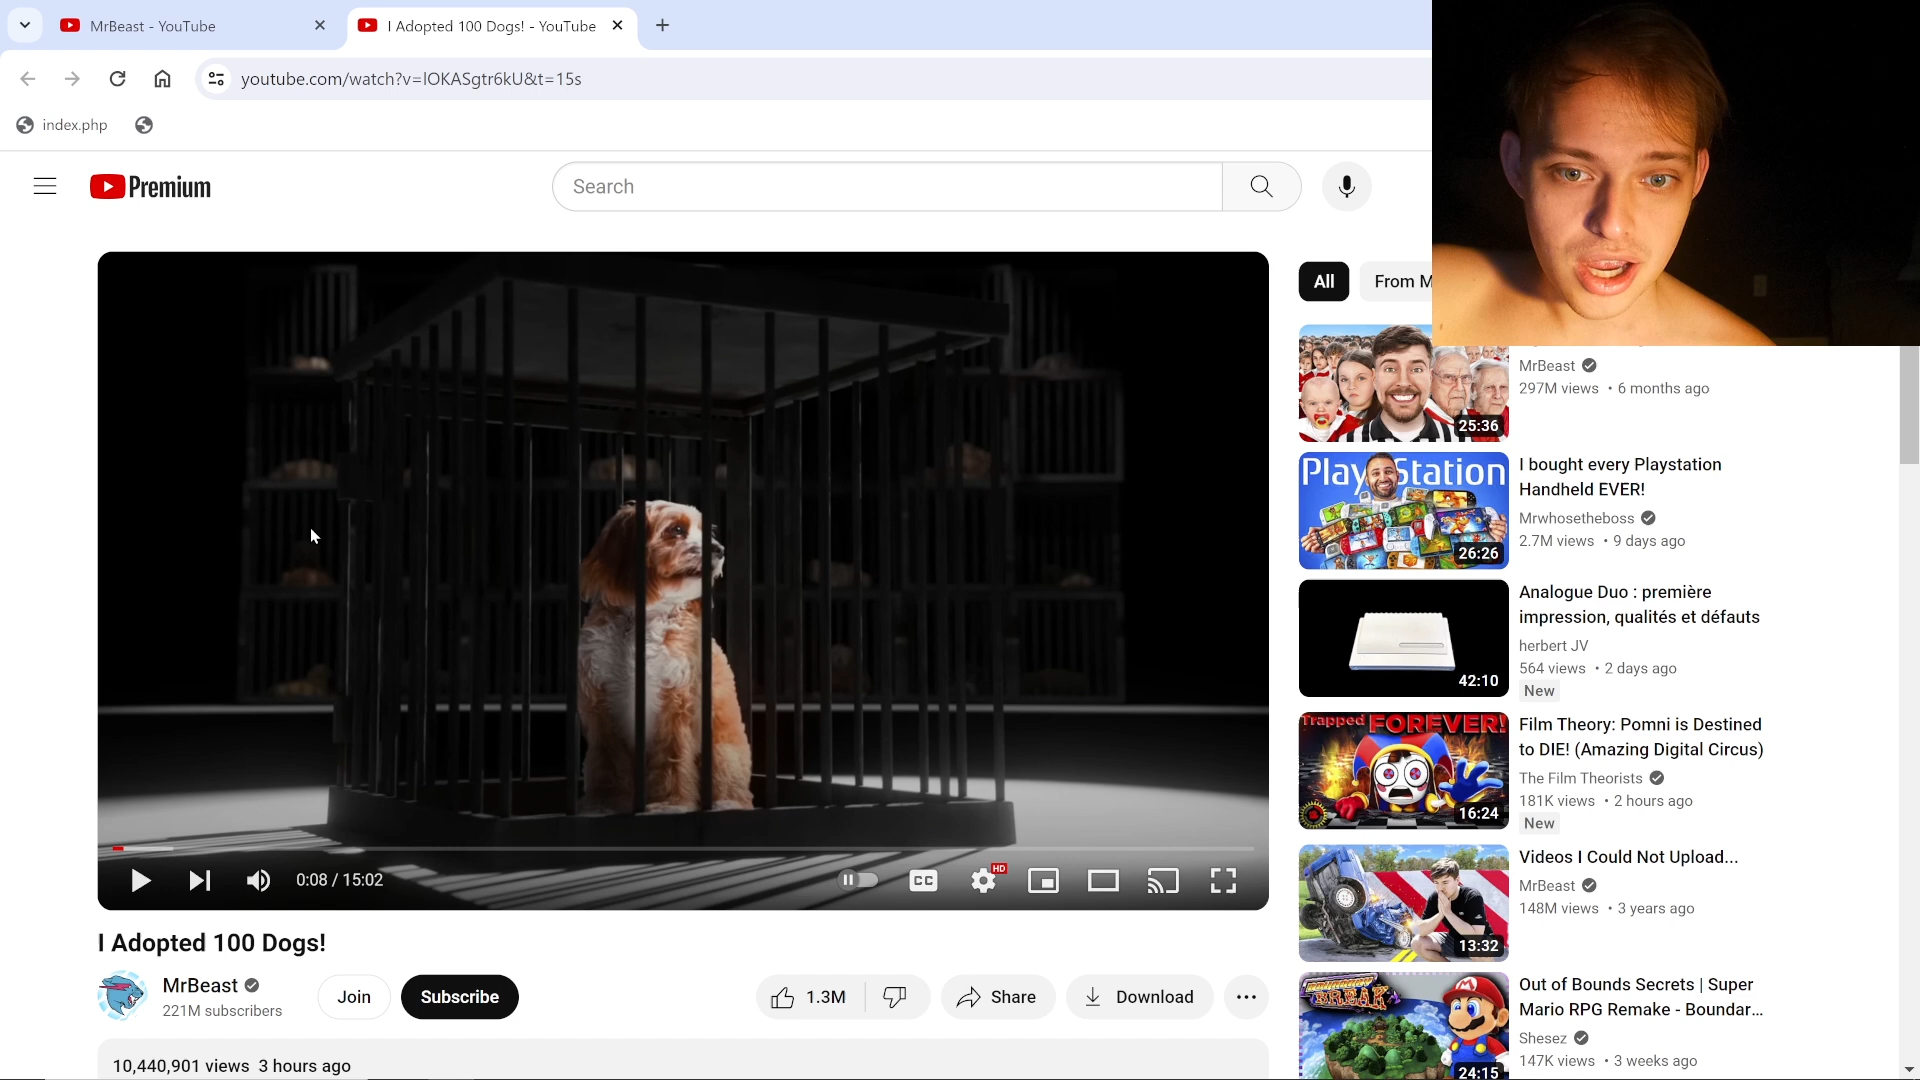 MrBeast - YouTube
I Adopted 100 Dogs! - YouTube
youtube.com/watch?v=lOKASgtr6kU&t=15s
index.php
Premium
Search
All
From M
25:36
MrBeast
297M views • 6 months ago
PlayStation
26:26
I bought every Playstation
Handheld EVER!
Mrwhosetheboss
2.7M views • 9 days ago
42:10
Analogue Duo : première
impression, qualités et défauts
herbert JV
564 views • 2 days ago
New
Trapped FOREVER!
16:24
Film Theory: Pomni is Destined
to DIE! (Amazing Digital Circus)
The Film Theorists
181K views • 2 hours ago
New
13:32
Videos I Could Not Upload...
MrBeast
148M views • 3 years ago
BREAK
24:15
Out of Bounds Secrets | Super
Mario RPG Remake - Boundar...
Shesez
147K views • 3 weeks ago
0:08 / 15:02
CC
HD
I Adopted 100 Dogs!
MrBeast
221M subscribers
Join
Subscribe
1.3M
Share
Download
10,440,901 views 3 hours ago